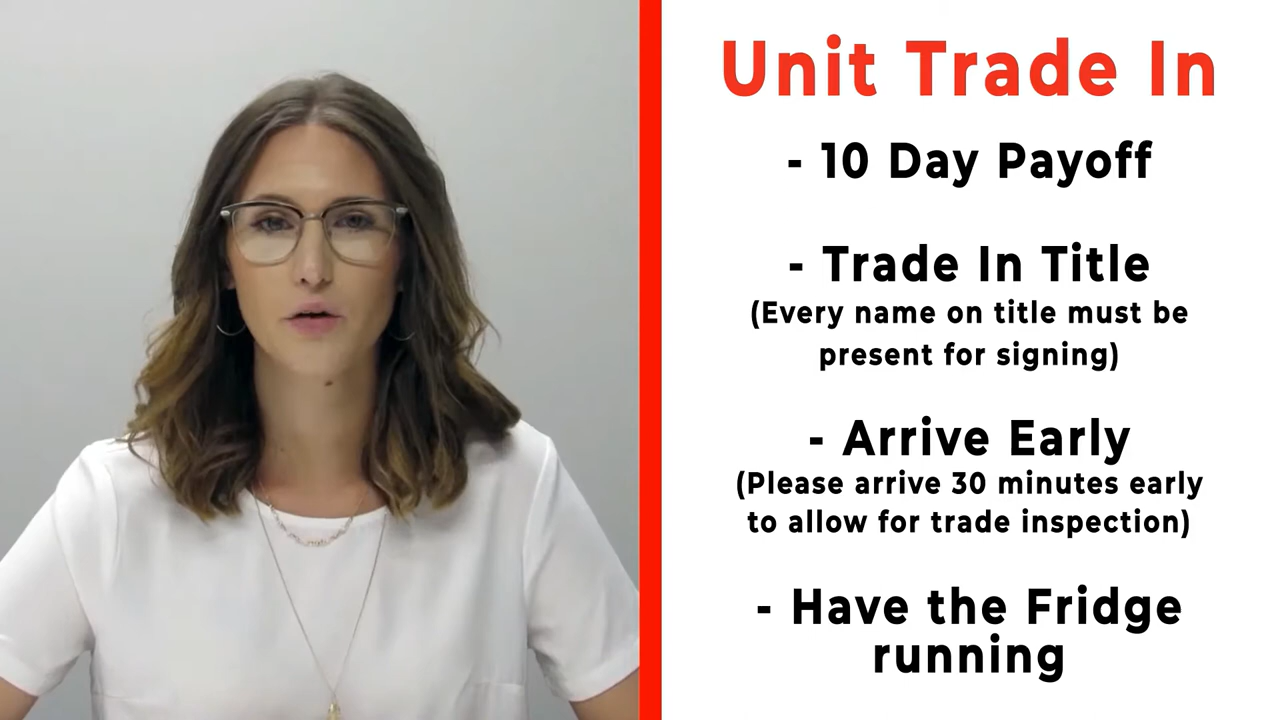 Unit Trade In
- 10 Day Payoff
- Trade In Title
(Every name on title must be
present for signing)
- Arrive Early
(Please arrive 30 minutes early
to allow for trade inspection)
- Have the Fridge
running